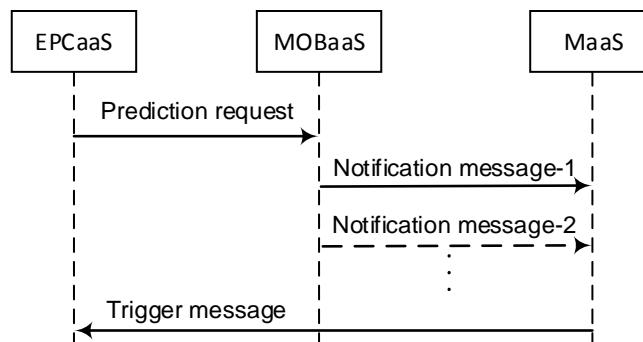 EPCaaS MOBaaS MaaS
Prediction request
Notification message-1
Notification message-2
Trigger message